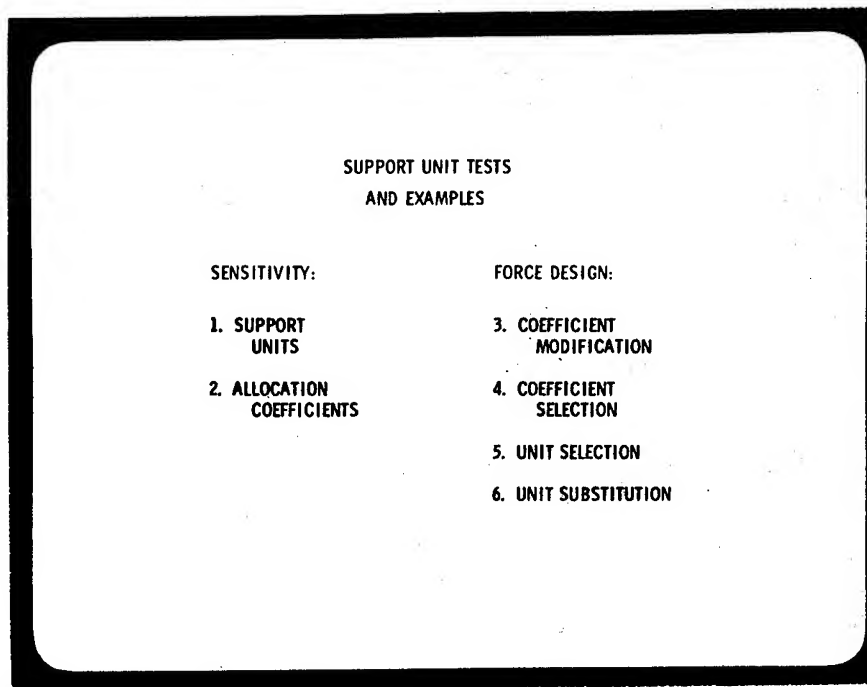 SUPPORT UNIT TESTS
AND EXAMPLES
SENSITIVITY:
1. SUPPORT
UNITS
2. ALLOCATION
COEFFICIENTS
FORCE DESIGN:
3. COEFFICIENT
MODIFICATION
4. COEFFICIENT
SELECTION
5. UNIT SELECTION
6. UNIT SUBSTITUTION